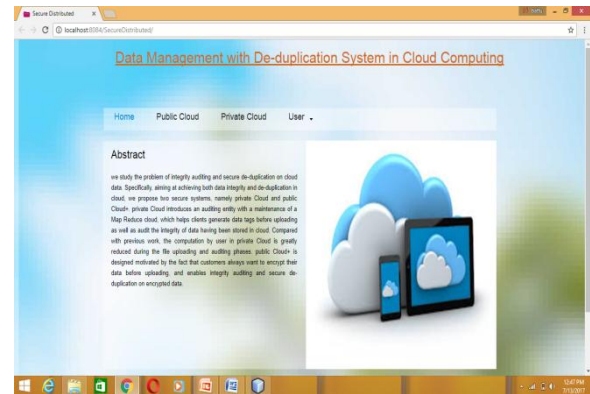 Secure Distributed
localhost:8084/SecureDistributed/
Data Management with De-duplication System in Cloud Computing
Home Public Cloud Private Cloud User
Abstract
we study the problem of integrity auditing and secure de-duplication on cloud
data. Specifically, aiming at achieving both data integrity and de-duplication in
cloud, we propose two secure systems, namely private Cloud and public
Cloud+. private Cloud introduces an auditing entity with a maintenance of a
Map Reduce cloud, which helps clients generate data tags before uploading
as well as audit the integrity of data having been stored in cloud. Compared
with previous work, the computation by user in private Cloud is greatly
reduced during the file uploading and auditing phases. public Cloud+ is
designed motivated by the fact that customers always want to encrypt their
data before uploading, and enables integrity auditing and secure de-
duplication on encrypted data.
12:47 PM
7/13/2017